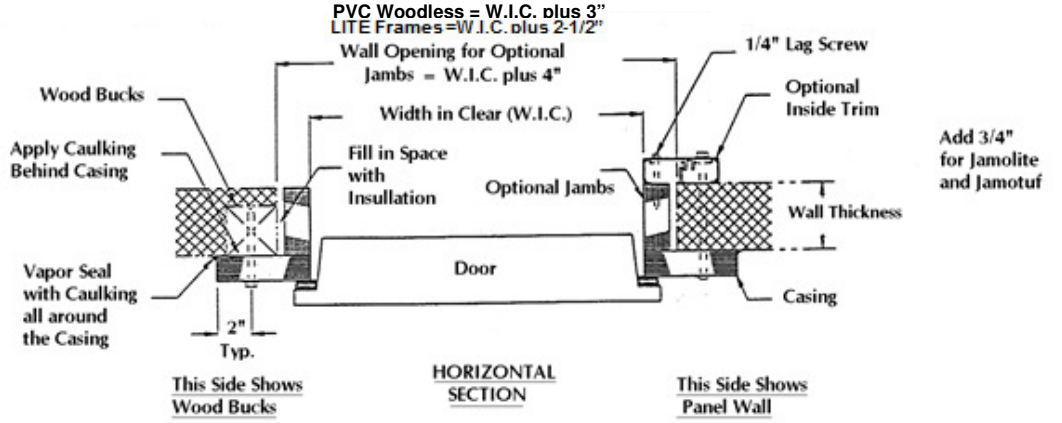 PVC Woodless = W.I.C. plus 3”
LITE Frames =W.I.C. plus 2-1/2”
Wall Opening for Optional
Jambs = W.I.C. plus 4"
1/4" Lag Screw
Wood Bucks
Optional
Inside Trim
Width in Clear (W.I.C.)
Apply Caulking
Behind Casing
Fill in Space
with
Insullation
Optional Jambs
Add 3/4"
for Jamolite
and Jamotuf
Wall Thickness
Vapor Seal
with Caulking
all around
the Casing
Door
Casing
2"
Typ.
HORIZONTAL
SECTION
This Side Shows
Wood Bucks
This Side Shows
Panel Wall